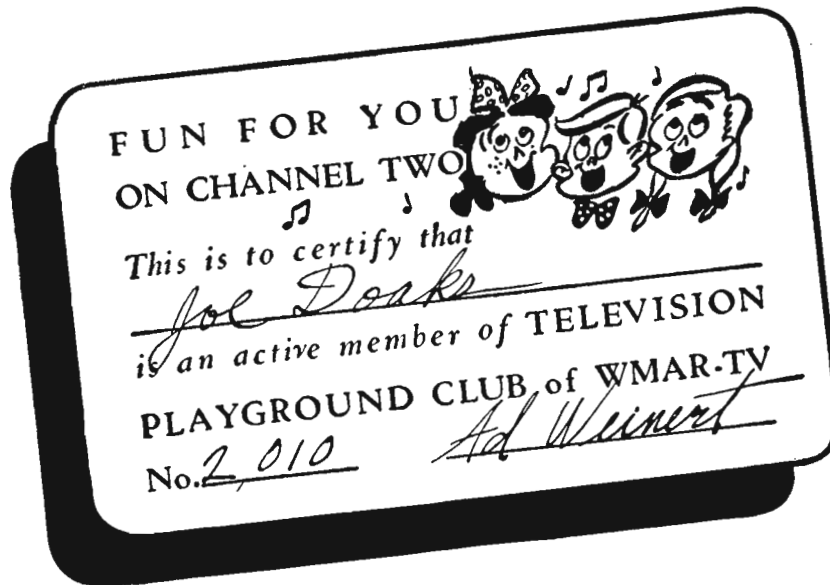 FUN FOR YOU
ON CHANNEL TWO
This is to certify that
Joe Doaks
is an active member of TELEVISION
PLAYGROUND CLUB of WMAR-TV
No. 2,010 Ad Weinert